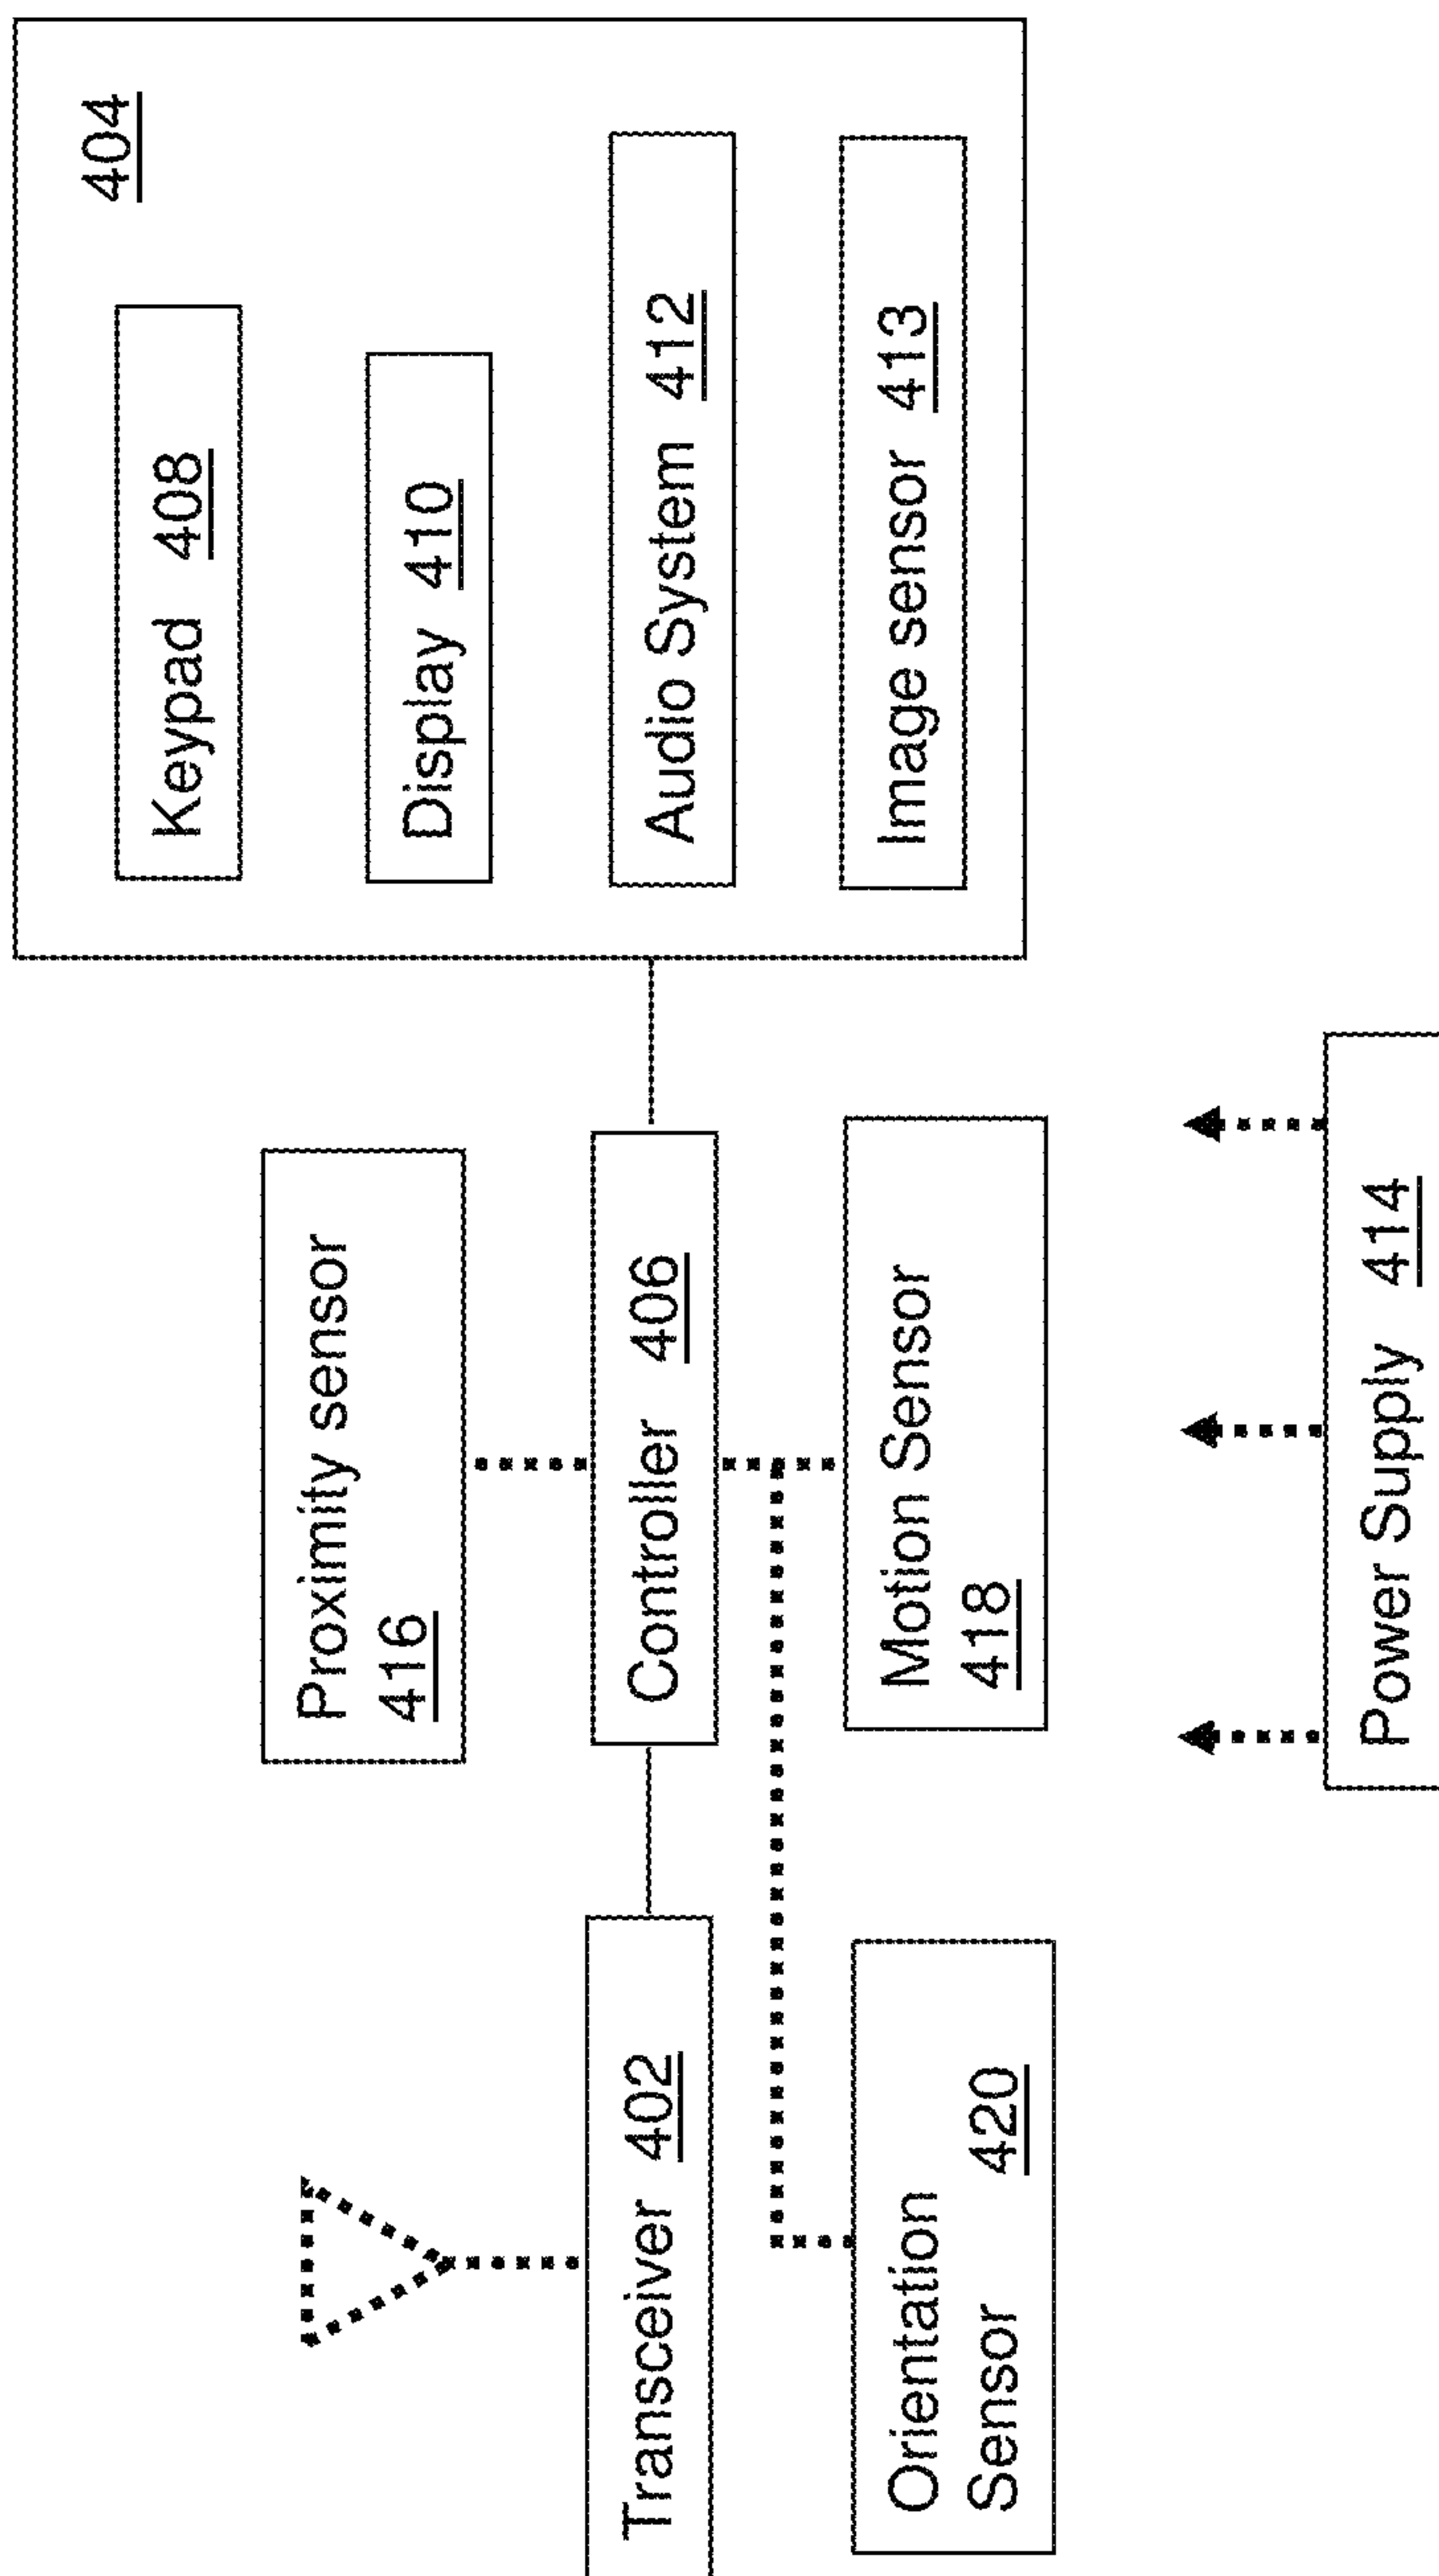 404
Keypad 408
Display 410
Audio System 412
Image sensor 413
Proximity sensor
416
Controller 406
Motion Sensor
418
Transceiver 402
Orientation
Sensor 420
Power Supply 414